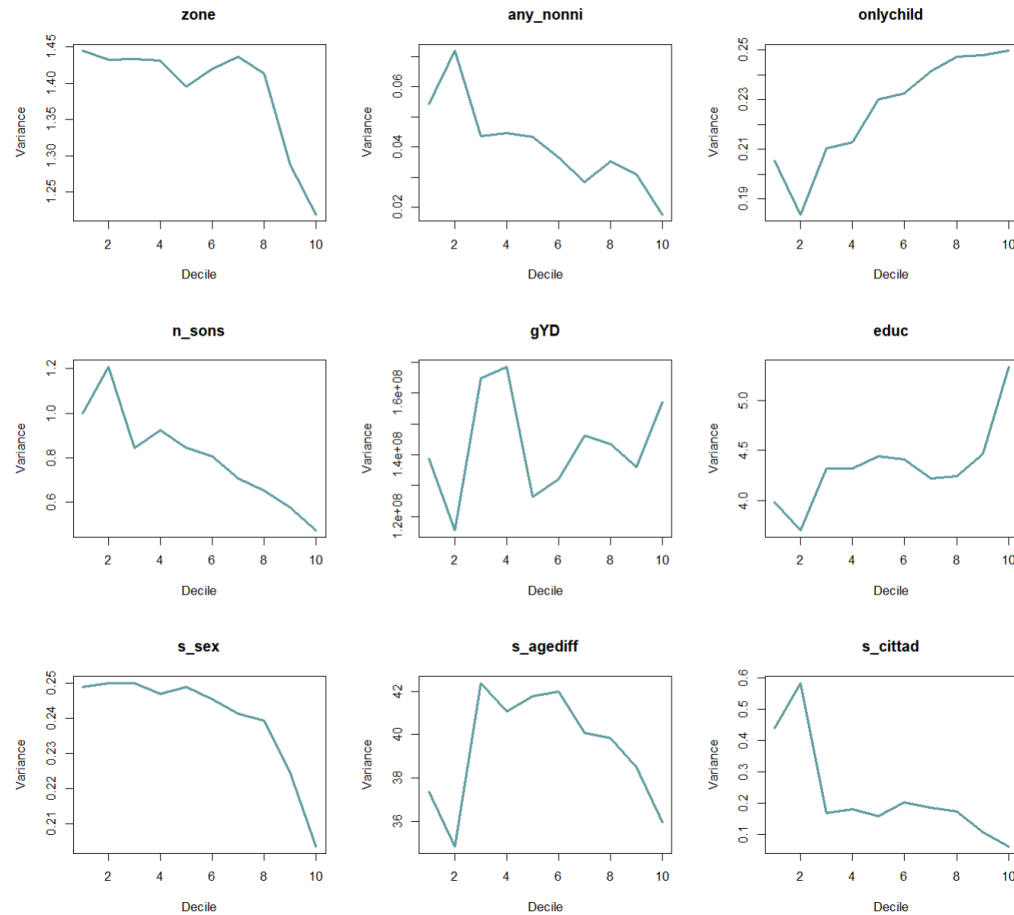 zone
any_nonni
onlychild
Variance
1.25 1.30 1.35 1.40 1.45
2 4 6 8 10
Decile
Variance
0.02 0.04 0.06
2 4 6 8 10
Decile
Variance
0.19 0.21 0.23 0.25
2 4 6 8 10
Decile
n_sons
gYD
educ
Variance
0.6 0.8 1.0 1.2
2 4 6 8 10
Decile
Variance
1.2e+08 1.4e+08 1.6e+08
2 4 6 8 10
Decile
Variance
4.0 4.5 5.0
2 4 6 8 10
Decile
s_sex
s_agediff
s_cittad
Variance
0.21 0.22 0.23 0.24 0.25
2 4 6 8 10
Decile
Variance
36 38 40 42
2 4 6 8 10
Decile
Variance
0.1 0.2 0.3 0.4 0.5 0.6
2 4 6 8 10
Decile